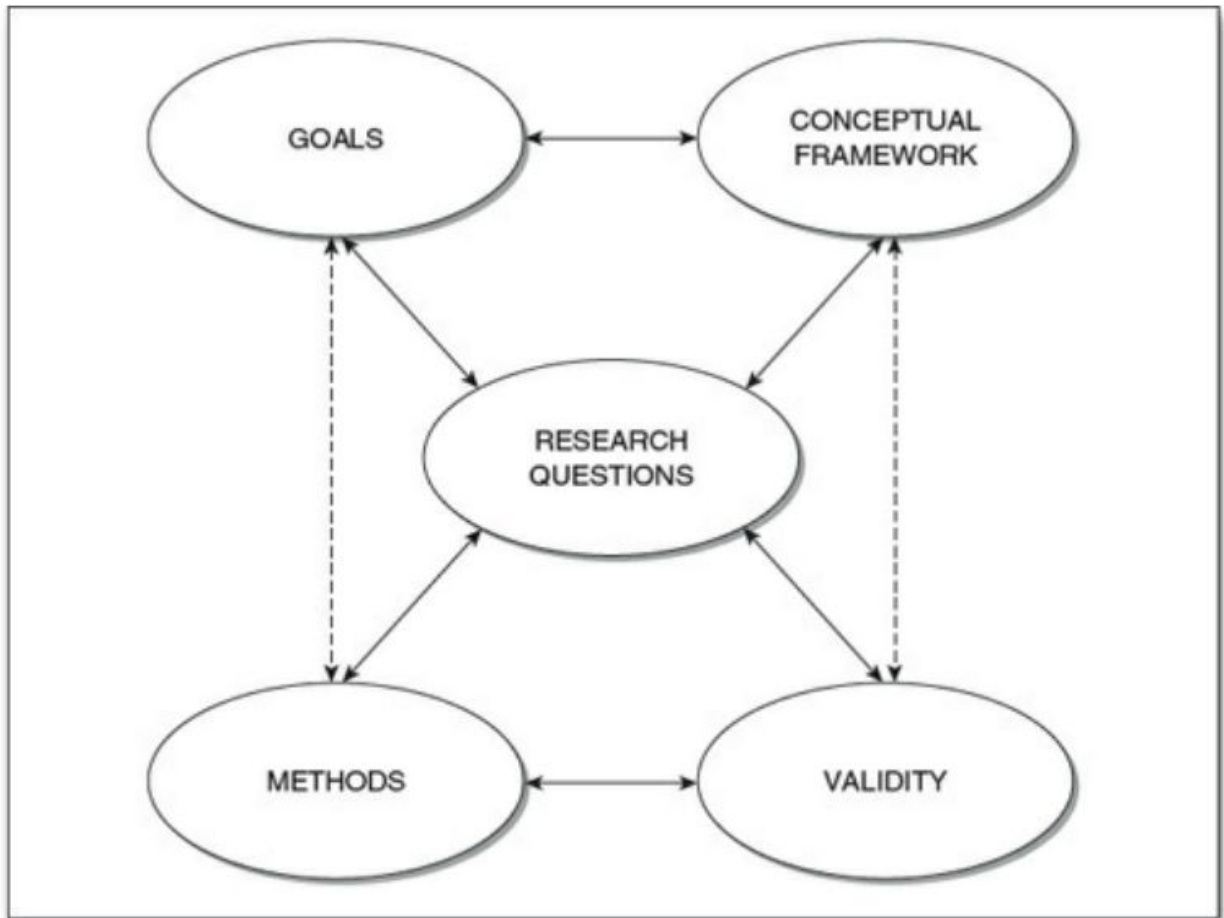 GOALS
CONCEPTUAL
FRAMEWORK
RESEARCH
QUESTIONS
METHODS
VALIDITY